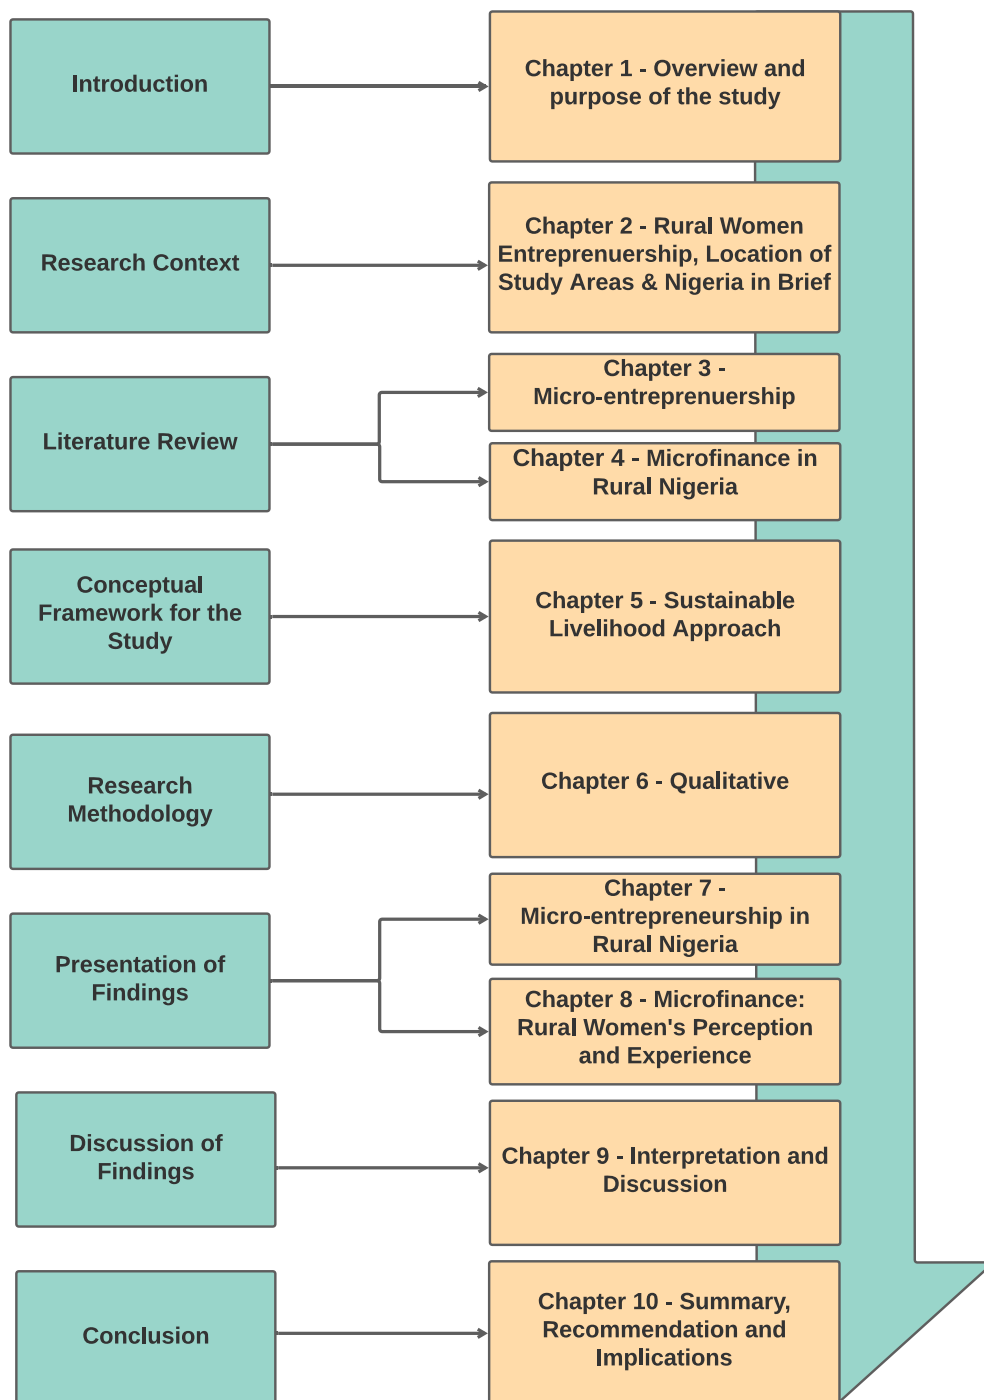 Introduction
Chapter 1 - Overview and
purpose of the study
Research Context
Chapter 2 - Rural Women
Entreprenuership, Location of
Study Areas & Nigeria in Brief
Literature Review
Chapter 3 -
Micro-entreprenuership
Chapter 4 - Microfinance in
Rural Nigeria
Conceptual
Framework for the
Study
Chapter 5 - Sustainable
Livelihood Approach
Research
Methodology
Chapter 6 - Qualitative
Presentation of
Findings
Chapter 7 -
Micro-entrepreneurship in
Rural Nigeria
Chapter 8 - Microfinance:
Rural Women's Perception
and Experience
Discussion of
Findings
Chapter 9 - Interpretation and
Discussion
Conclusion
Chapter 10 - Summary,
Recommendation and
Implications